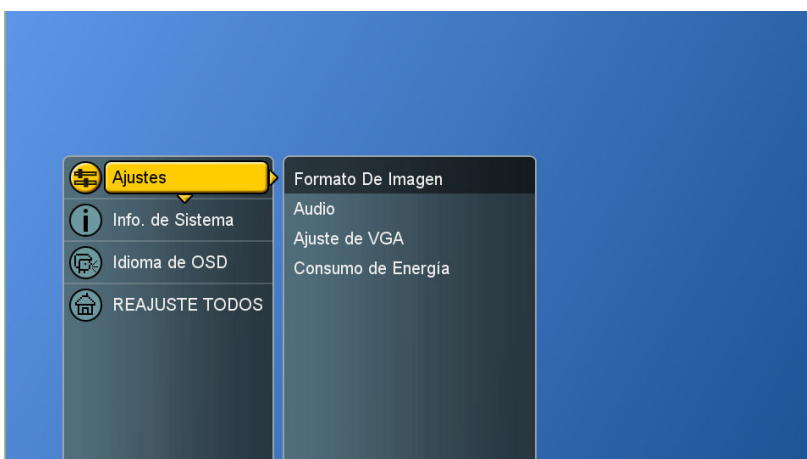 Ajustes
Info. de Sistema
Idioma de OSD
REAJUSTE TODOS
Formato De Imagen
Audio
Ajuste de VGA
Consumo de Energía